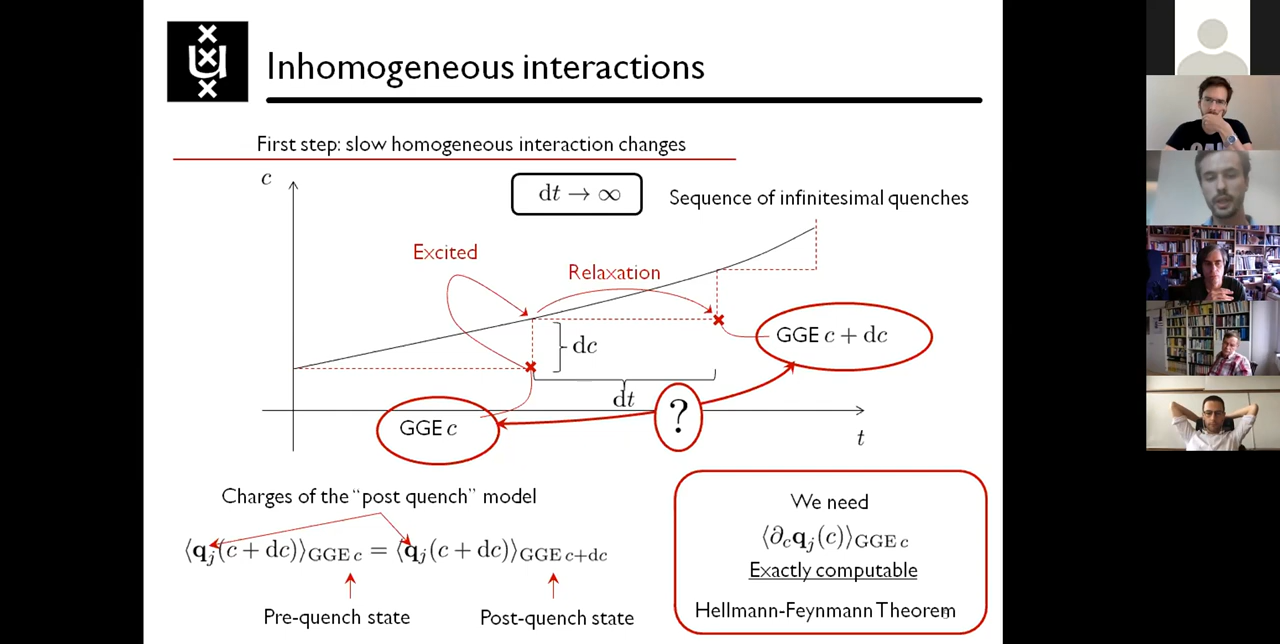 Inhomogeneous interactions
First step: slow homogeneous interaction changes
c
dt → ∞
Sequence of infinitesimal quenches
Excited
Relaxation
dc
GGE c + dc
dt
?
GGE c
t
Charges of the "post quench" model
⟨q_j(c + dc)⟩_GGE c = ⟨q_j(c + dc)⟩_GGE c+dc
Pre-quench state
Post-quench state
We need
⟨∂_c q_j(c)⟩_GGE c
Exactly computable
Hellmann-Feynmann Theorem